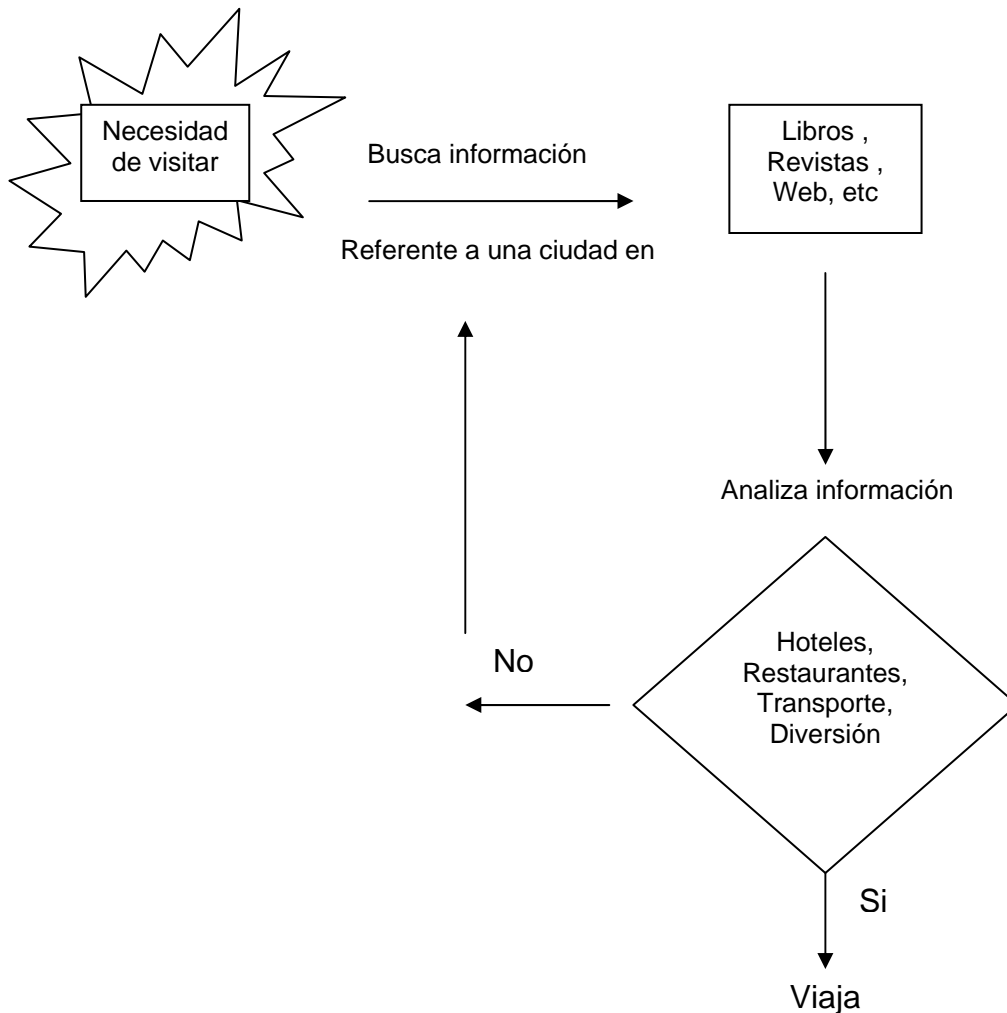 Necesidad
de visitar
Busca información
Referente a una ciudad en
Libros ,
Revistas ,
Web, etc
Analiza información
Hoteles,
Restaurantes,
Transporte,
Diversión
No
Si
Viaja